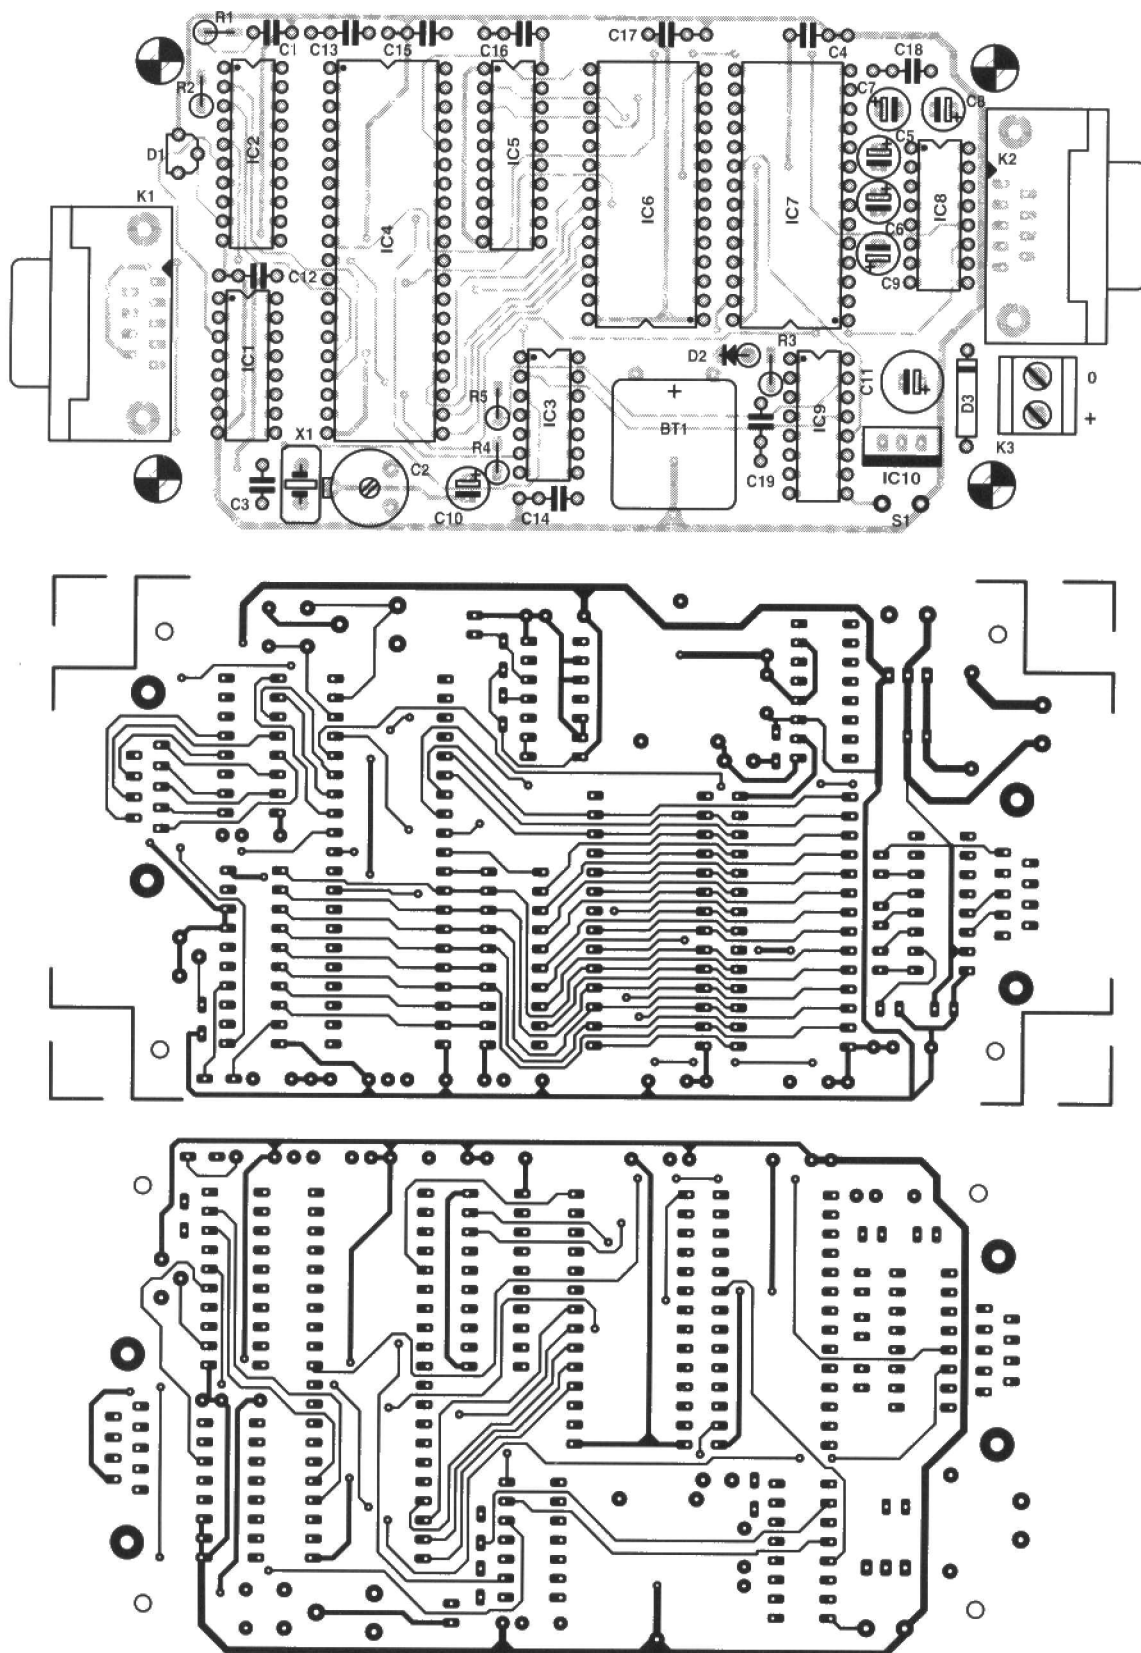 R1
C1
C13
C15
C16
C17
C4
C18
R2
C7
C8
D1
IC2
IC4
IC5
IC6
IC7
C5
IC8
K2
K1
C6
C12
C9
IC1
D2
R3
C11
D3
0
+
K3
R5
IC3
+
BT1
IC9
X1
R4
C2
C3
C10
C14
C19
IC10
S1